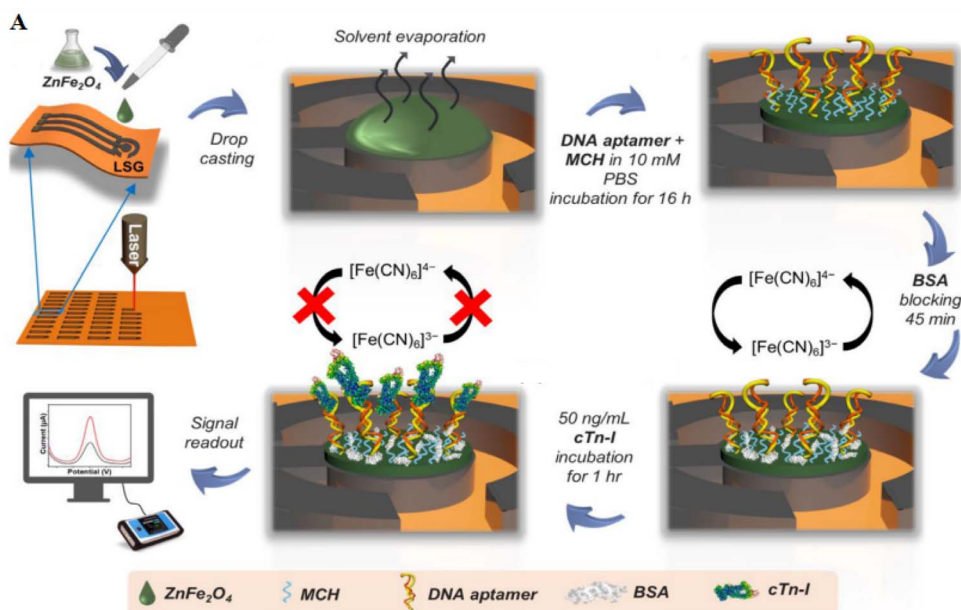 A
ZnFe₂O₄
LSG
Laser
Drop
casting
Solvent evaporation
DNA aptamer +
MCH in 10 mM
PBS
incubation for 16 h
BSA
blocking
45 min
[Fe(CN)₆]⁴⁻
[Fe(CN)₆]³⁻
[Fe(CN)₆]⁴⁻
[Fe(CN)₆]³⁻
50 ng/mL
cTn-I
incubation
for 1 hr
Signal
readout
Current (µA)
Potential (V)
ZnFe₂O₄
MCH
DNA aptamer
BSA
cTn-I